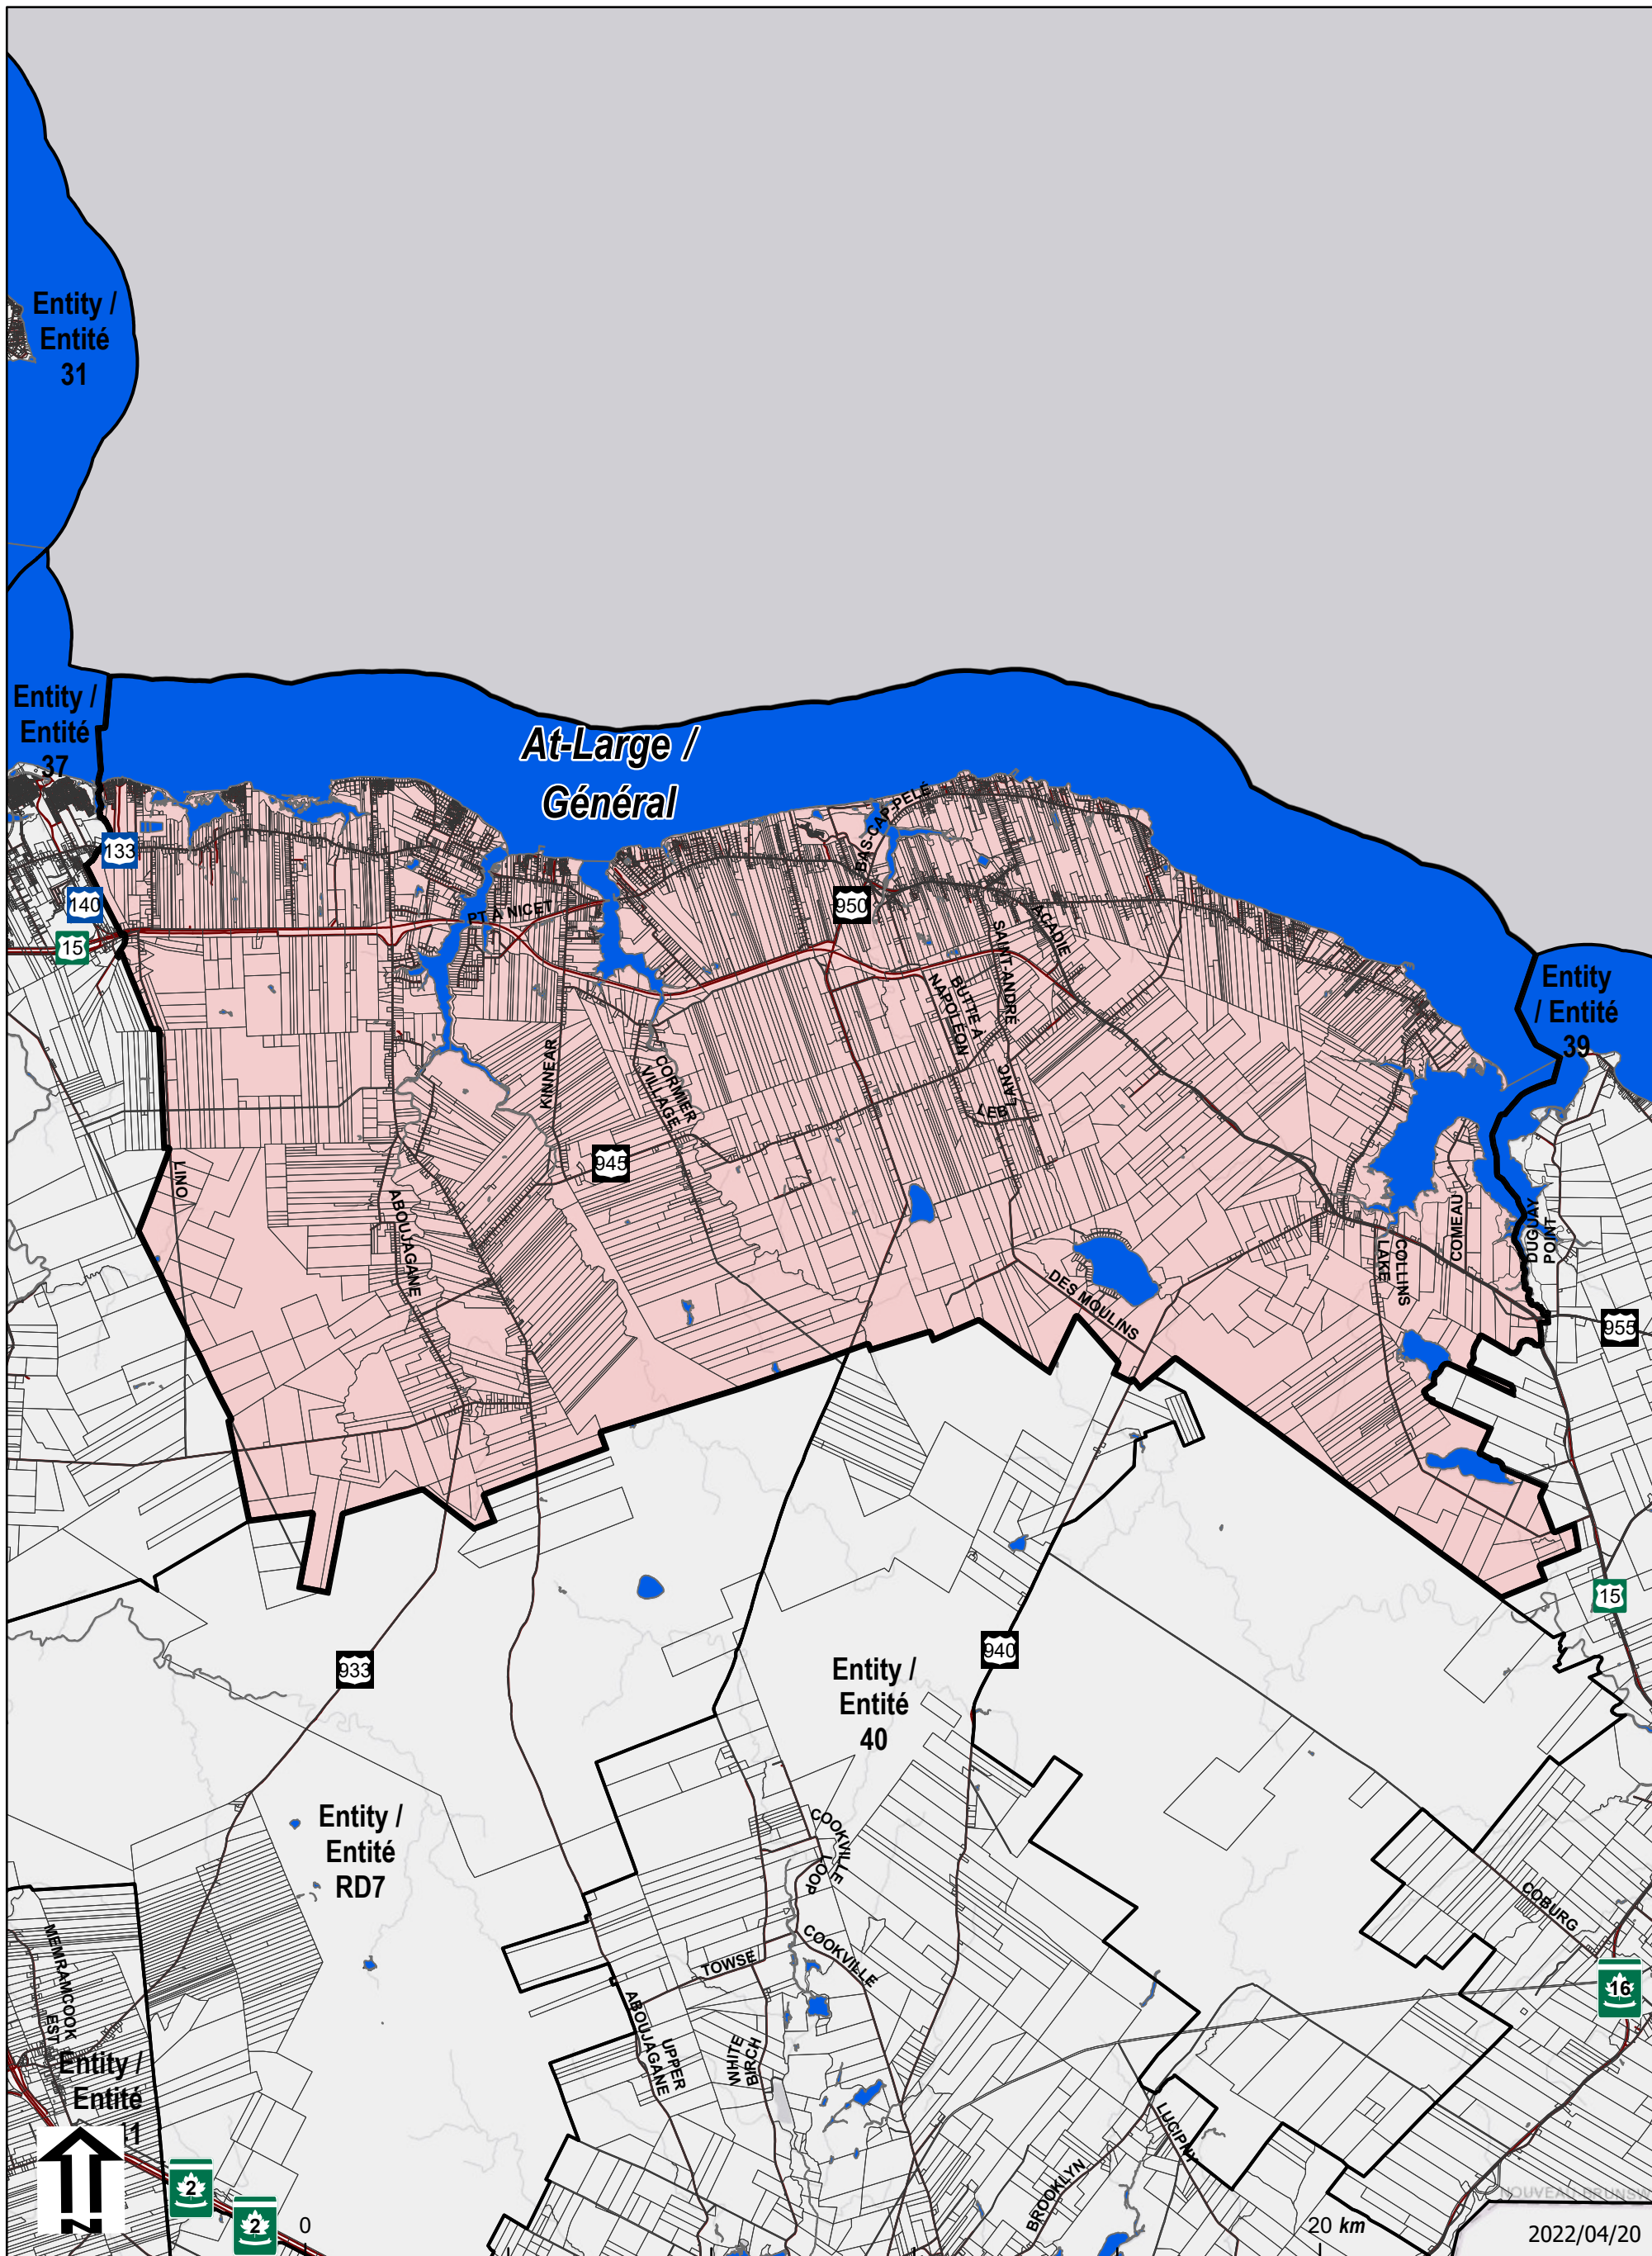 Entity /
Entité
31
Entity /
Entité
37
At-Large /
Général
133
140
15
BAS-CAP-PELÉ
950
PT À NICET
ACADIE
SAINT-ANDRÉ
BUTTE À
NAPOLÉON
Entity
/ Entité
39
KINNEAR
CORMIER
VILLAGE
945
LINO
ABOUJAGANE
DES MOULINS
COLLINS
LAKE
COMEAU
DUGUAY
POINT
955
15
933
940
Entity /
Entité
40
Entity /
Entité
RD7
COOKVILLE
LOOP
COOKVILLE
TOWSE
UPPER
ABOUJAGANE
WHITE
BIRCH
COBURG
16
MEMRAMCOOK
EST
Entity /
Entité
LUCIPHY
BROOKLYN
2
2
N
0
20 km
2022/04/20